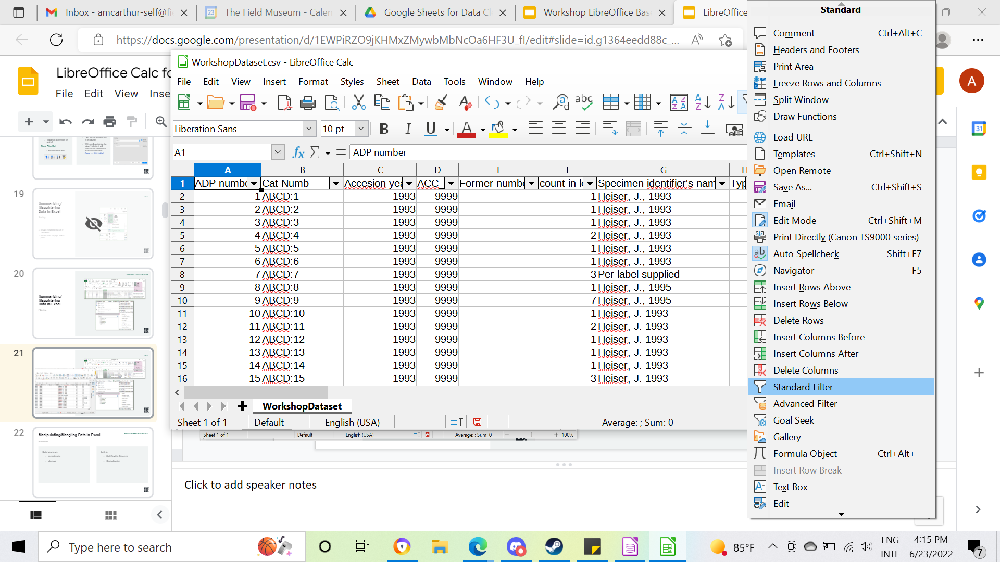 Inbox - amcarthur-self@fi
The Field Museum - Calen
Google Sheets for Data Cl
Workshop LibreOffice Bas
LibreOffice
https://docs.google.com/presentation/d/1EWPiRZO9jKHMxZMywbMbNcOa6HF3U_fI/edit#slide=id.g1364eedd88c_...
LibreOffice Calc fo
File Edit View Inse
A
WorkshopDataset.csv - LibreOffice Calc
File Edit View Insert Format Styles Sheet Data Tools Window Help
Liberation Sans 10 pt
A1 ADP number
A B C D E F G H
1 ADP numbe Cat Numb Accesion yea ACC_ Former numbe count in l Specimen identifier's nam Typ
2 1 ABCD:1 1993 9999 1 Heiser, J., 1993
3 2 ABCD:2 1993 9999 1 Heiser, J., 1993
4 3 ABCD:3 1993 9999 1 Heiser, J., 1993
5 4 ABCD:4 1993 9999 2 Heiser, J., 1993
6 5 ABCD:5 1993 9999 1 Heiser, J., 1993
7 6 ABCD:6 1993 9999 1 Heiser, J., 1993
8 7 ABCD:7 1993 9999 3 Per label supplied
9 8 ABCD:8 1993 9999 1 Heiser, J., 1995
10 9 ABCD:9 1993 9999 7 Heiser, J., 1995
11 10 ABCD:10 1993 9999 1 Heiser, J. 1993
12 11 ABCD:11 1993 9999 2 Heiser, J. 1993
13 12 ABCD:12 1993 9999 1 Heiser, J. 1993
14 13 ABCD:13 1993 9999 1 Heiser, J. 1993
15 14 ABCD:14 1993 9999 1 Heiser, J. 1993
16 15 ABCD:15 1993 9999 3 Heiser, J. 1993
WorkshopDataset
Sheet 1 of 1 Default English (USA) Average: ; Sum: 0
Sheet 1 of 1 Default English (USA) Average: ; Sum: 0 100%
Click to add speaker notes
19
Summarizing/
Slaughtering
Data in Excel
20
Summarizing/
Slaughtering
Data in Excel
Filtering
21
22
Manipulating/Mangling Data in Excel
Functions
Standard
Comment Ctrl+Alt+C
Headers and Footers
Print Area
Freeze Rows and Columns
Split Window
Draw Functions
Load URL
Templates Ctrl+Shift+N
Open Remote
Save As... Ctrl+Shift+S
Email
Edit Mode Ctrl+Shift+M
Print Directly (Canon TS9000 series)
Auto Spellcheck Shift+F7
Navigator F5
Insert Rows Above
Insert Rows Below
Delete Rows
Insert Columns Before
Insert Columns After
Delete Columns
Standard Filter
Advanced Filter
Goal Seek
Gallery
Formula Object Ctrl+Alt+=
Insert Row Break
Text Box
Edit
Type here to search
85°F
ENG
INTL
4:15 PM
6/23/2022
7